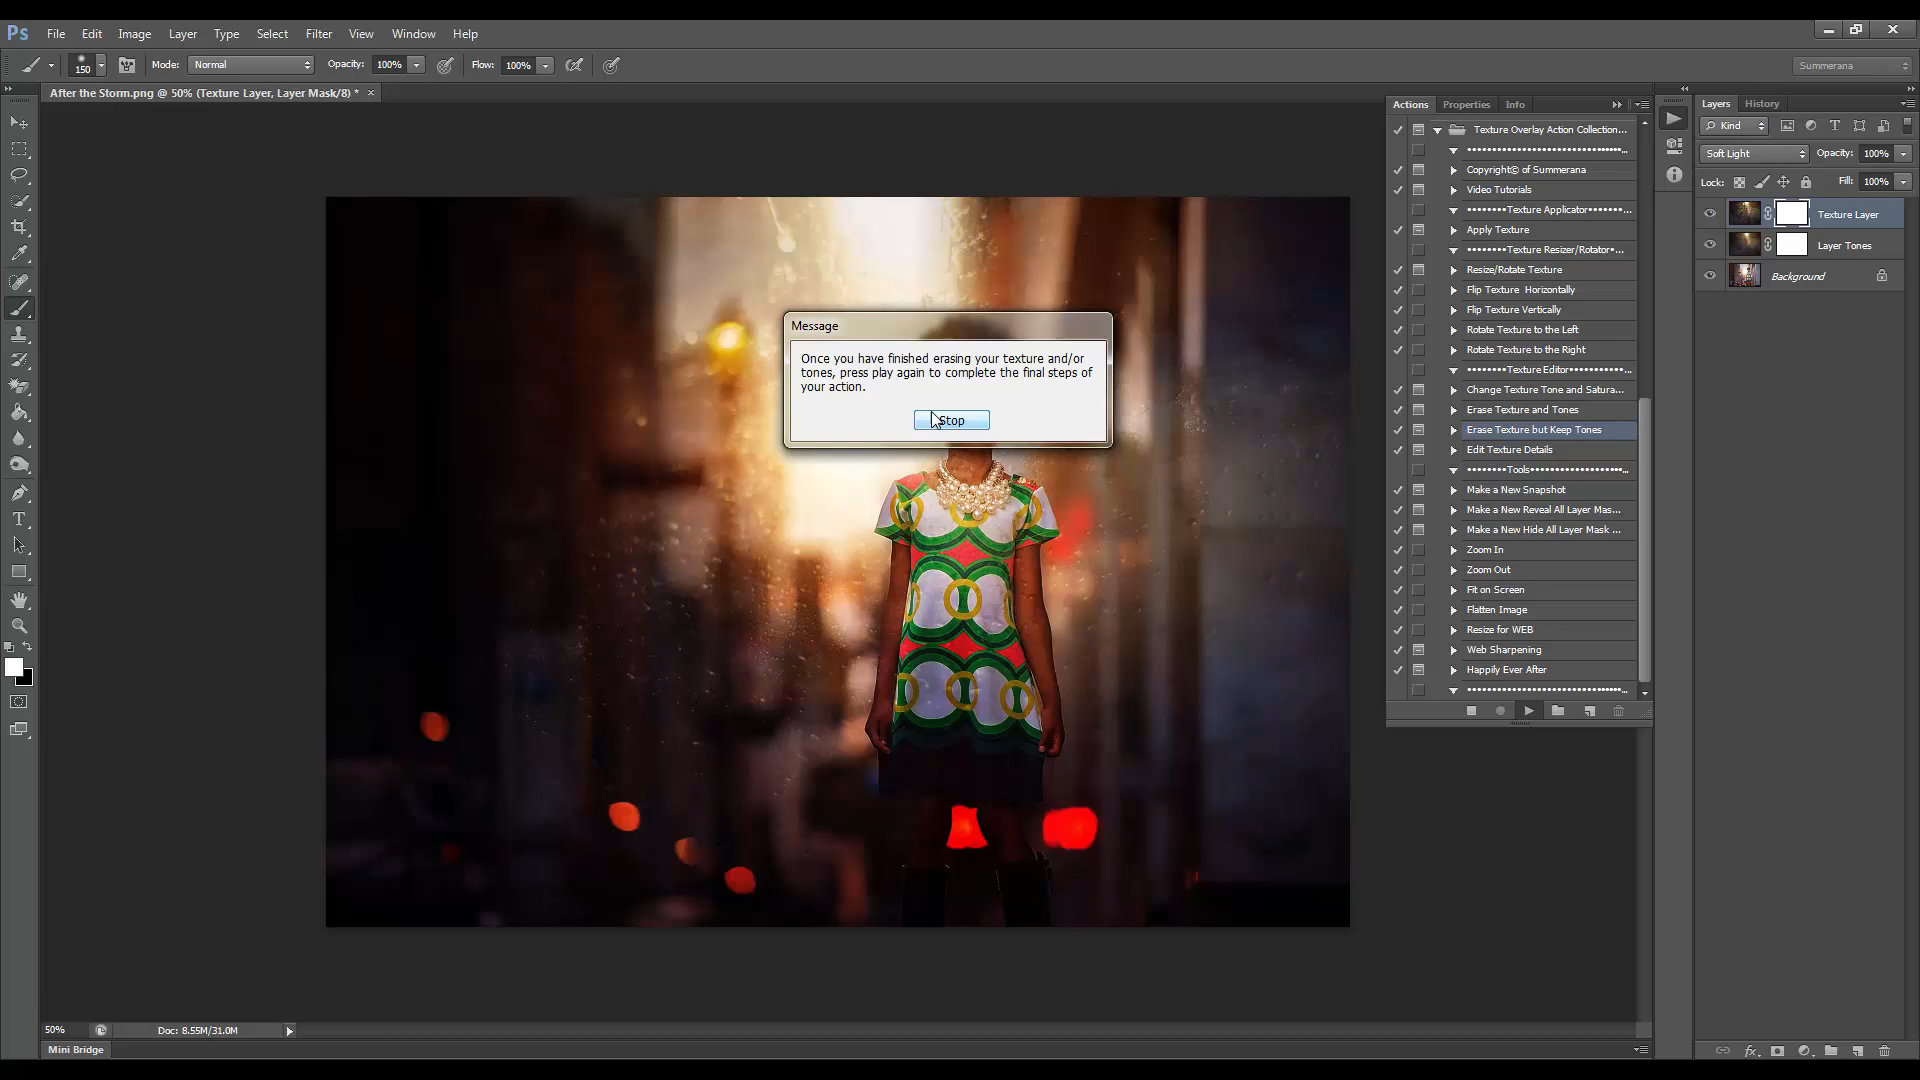 Ps File Edit Image Layer Type Select Filter View Window Help
150 Mode: Normal Opacity: 100% Flow: 100% Summerana
After the Storm.png @ 50% (Texture Layer, Layer Mask/8) * ×
Actions Properties Info
Texture Overlay Action Collection...
Copyright© of Summerana
Video Tutorials
••••••••Texture Applicator•••••••...
Apply Texture
••••••••Texture Resizer/Rotator•...
Resize/Rotate Texture
Flip Texture Horizontally
Flip Texture Vertically
Rotate Texture to the Left
Rotate Texture to the Right
••••••••Texture Editor•••••••••••...
Change Texture Tone and Satura...
Erase Texture and Tones
Erase Texture but Keep Tones
Edit Texture Details
••••••••Tools•••••••••••••••••••...
Make a New Snapshot
Make a New Reveal All Layer Mas...
Make a New Hide All Layer Mask ...
Zoom In
Zoom Out
Fit on Screen
Flatten Image
Resize for WEB
Web Sharpening
Happily Ever After
Layers History
Kind
Soft Light Opacity: 100%
Lock: Fill: 100%
Texture Layer
Layer Tones
Background
Message
Once you have finished erasing your texture and/or
tones, press play again to complete the final steps of
your action.
Stop
50% Doc: 8.55M/31.0M
Mini Bridge